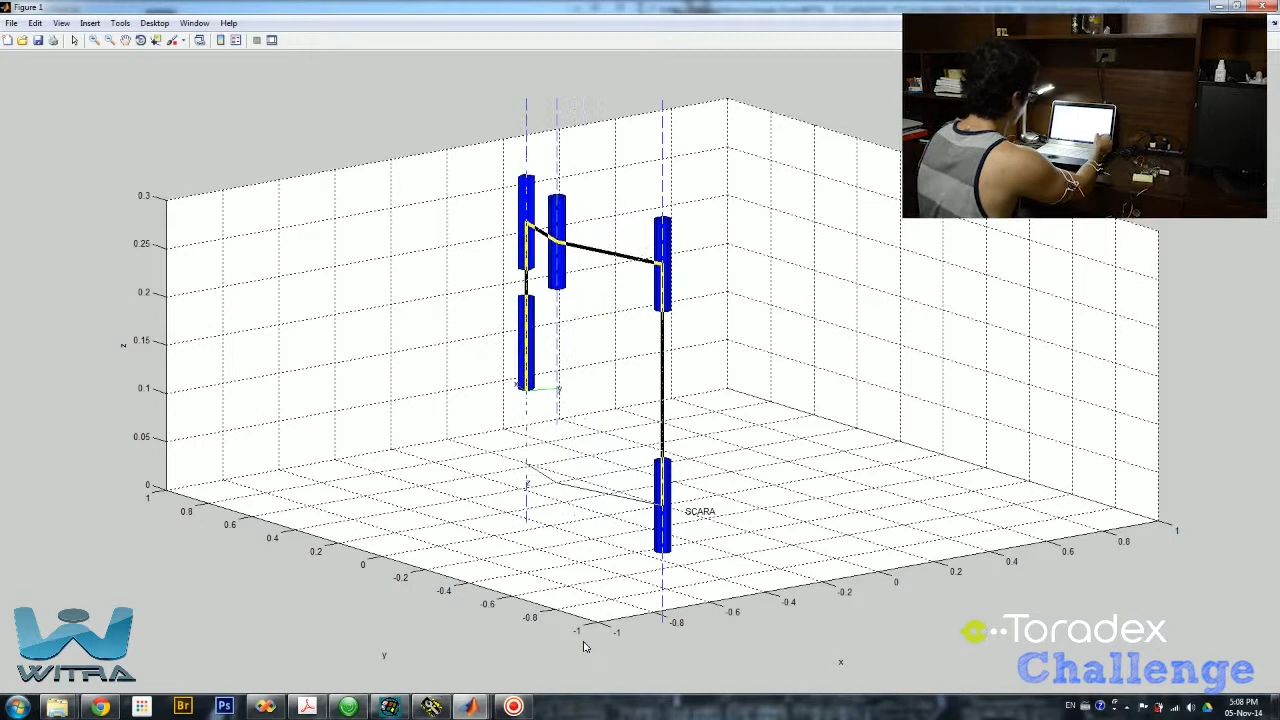 Figure 1
File Edit View Insert Tools Desktop Window Help
0.3
0.25
0.2
z
0.15
0.1
0.05
0
1
0.8
0.6
0.4
0.2
0
-0.2
-0.4
-0.6
-0.8
-1
-1
-0.8
-0.6
-0.4
-0.2
0
0.2
0.4
0.6
0.8
1
SCARA
y
x
WITRA
Toradex
Challenge
Br
Ps
EN
5:08 PM
05-Nov-14